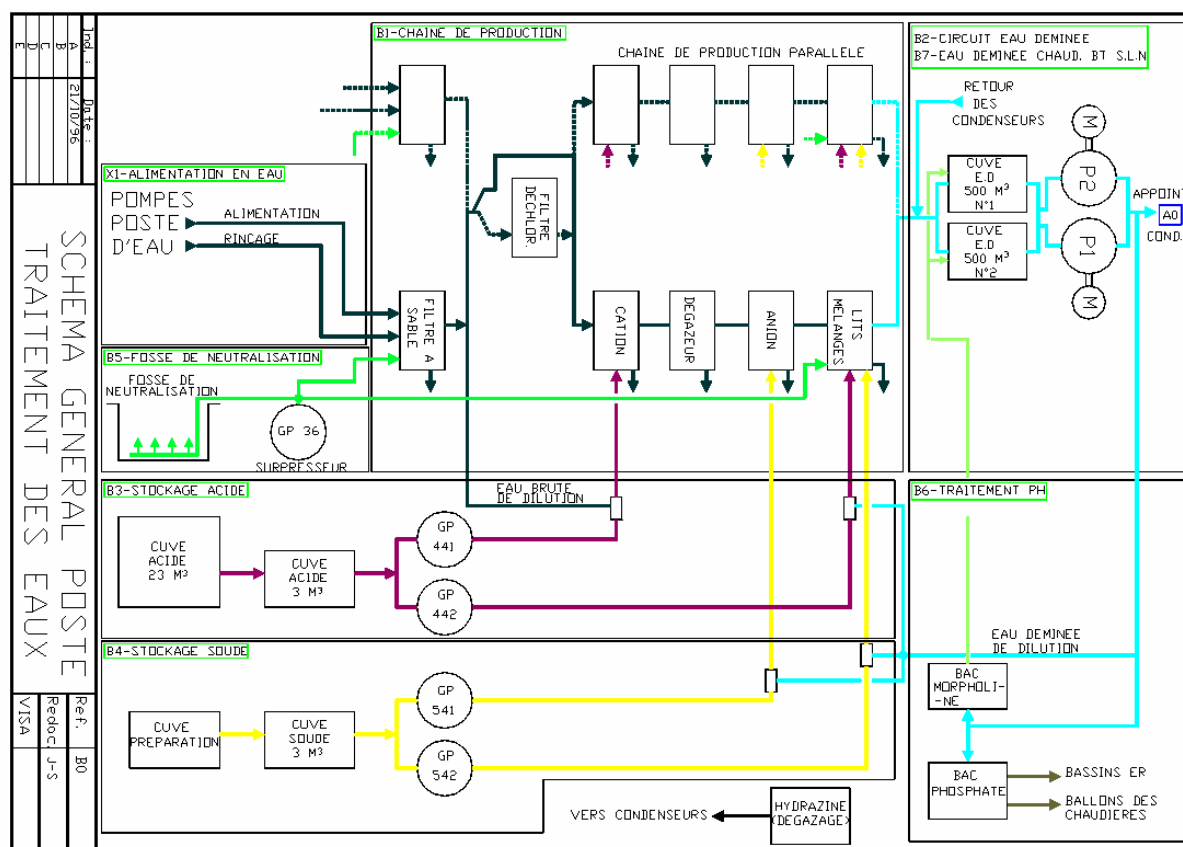 Ind. : Date :
A 21/10/96
B
C
D
E
SCHEMA GENERAL POSTE
TRAITEMENT DES EAUX
Réf. B0
Redac. J-S
VISA
X1-ALIMENTATION EN EAU
POMPES
POSTE
D'EAU
ALIMENTATION
RINCAGE
B5-FOSSE DE NEUTRALISATION
FOSSE DE
NEUTRALISATION
GP 36
SURPRESSEUR
B1-CHAINE DE PRODUCTION
CHAINE DE PRODUCTION PARALLELE
FILTRE
DECHLOR.
FILTRE A
SABLE
CATION
DEGAZEUR
ANION
LITS
MELANGES
B2-CIRCUIT EAU DEMINEE
B7-EAU DEMINEE CHAUD. BT S.L.N
RETOUR
DES
CONDENSEURS
CUVE
E.D
500 M³
N°1
CUVE
E.D
500 M³
N°2
M
P2
P1
M
APPOINT
A0
COND.
B3-STOCKAGE ACIDE
EAU BRUTE
DE DILUTION
CUVE
ACIDE
23 M³
CUVE
ACIDE
3 M³
GP
441
GP
442
B4-STOCKAGE SOUDE
CUVE
PREPARATION
CUVE
SOUDE
3 M³
GP
541
GP
542
B6-TRAITEMENT PH
EAU DEMINEE
DE DILUTION
BAC
MORPHOLI-
-NE
BAC
PHOSPHATE
BASSINS ER
BALLONS DES
CHAUDIERES
VERS CONDENSEURS
HYDRAZINE
(DEGAZAGE)